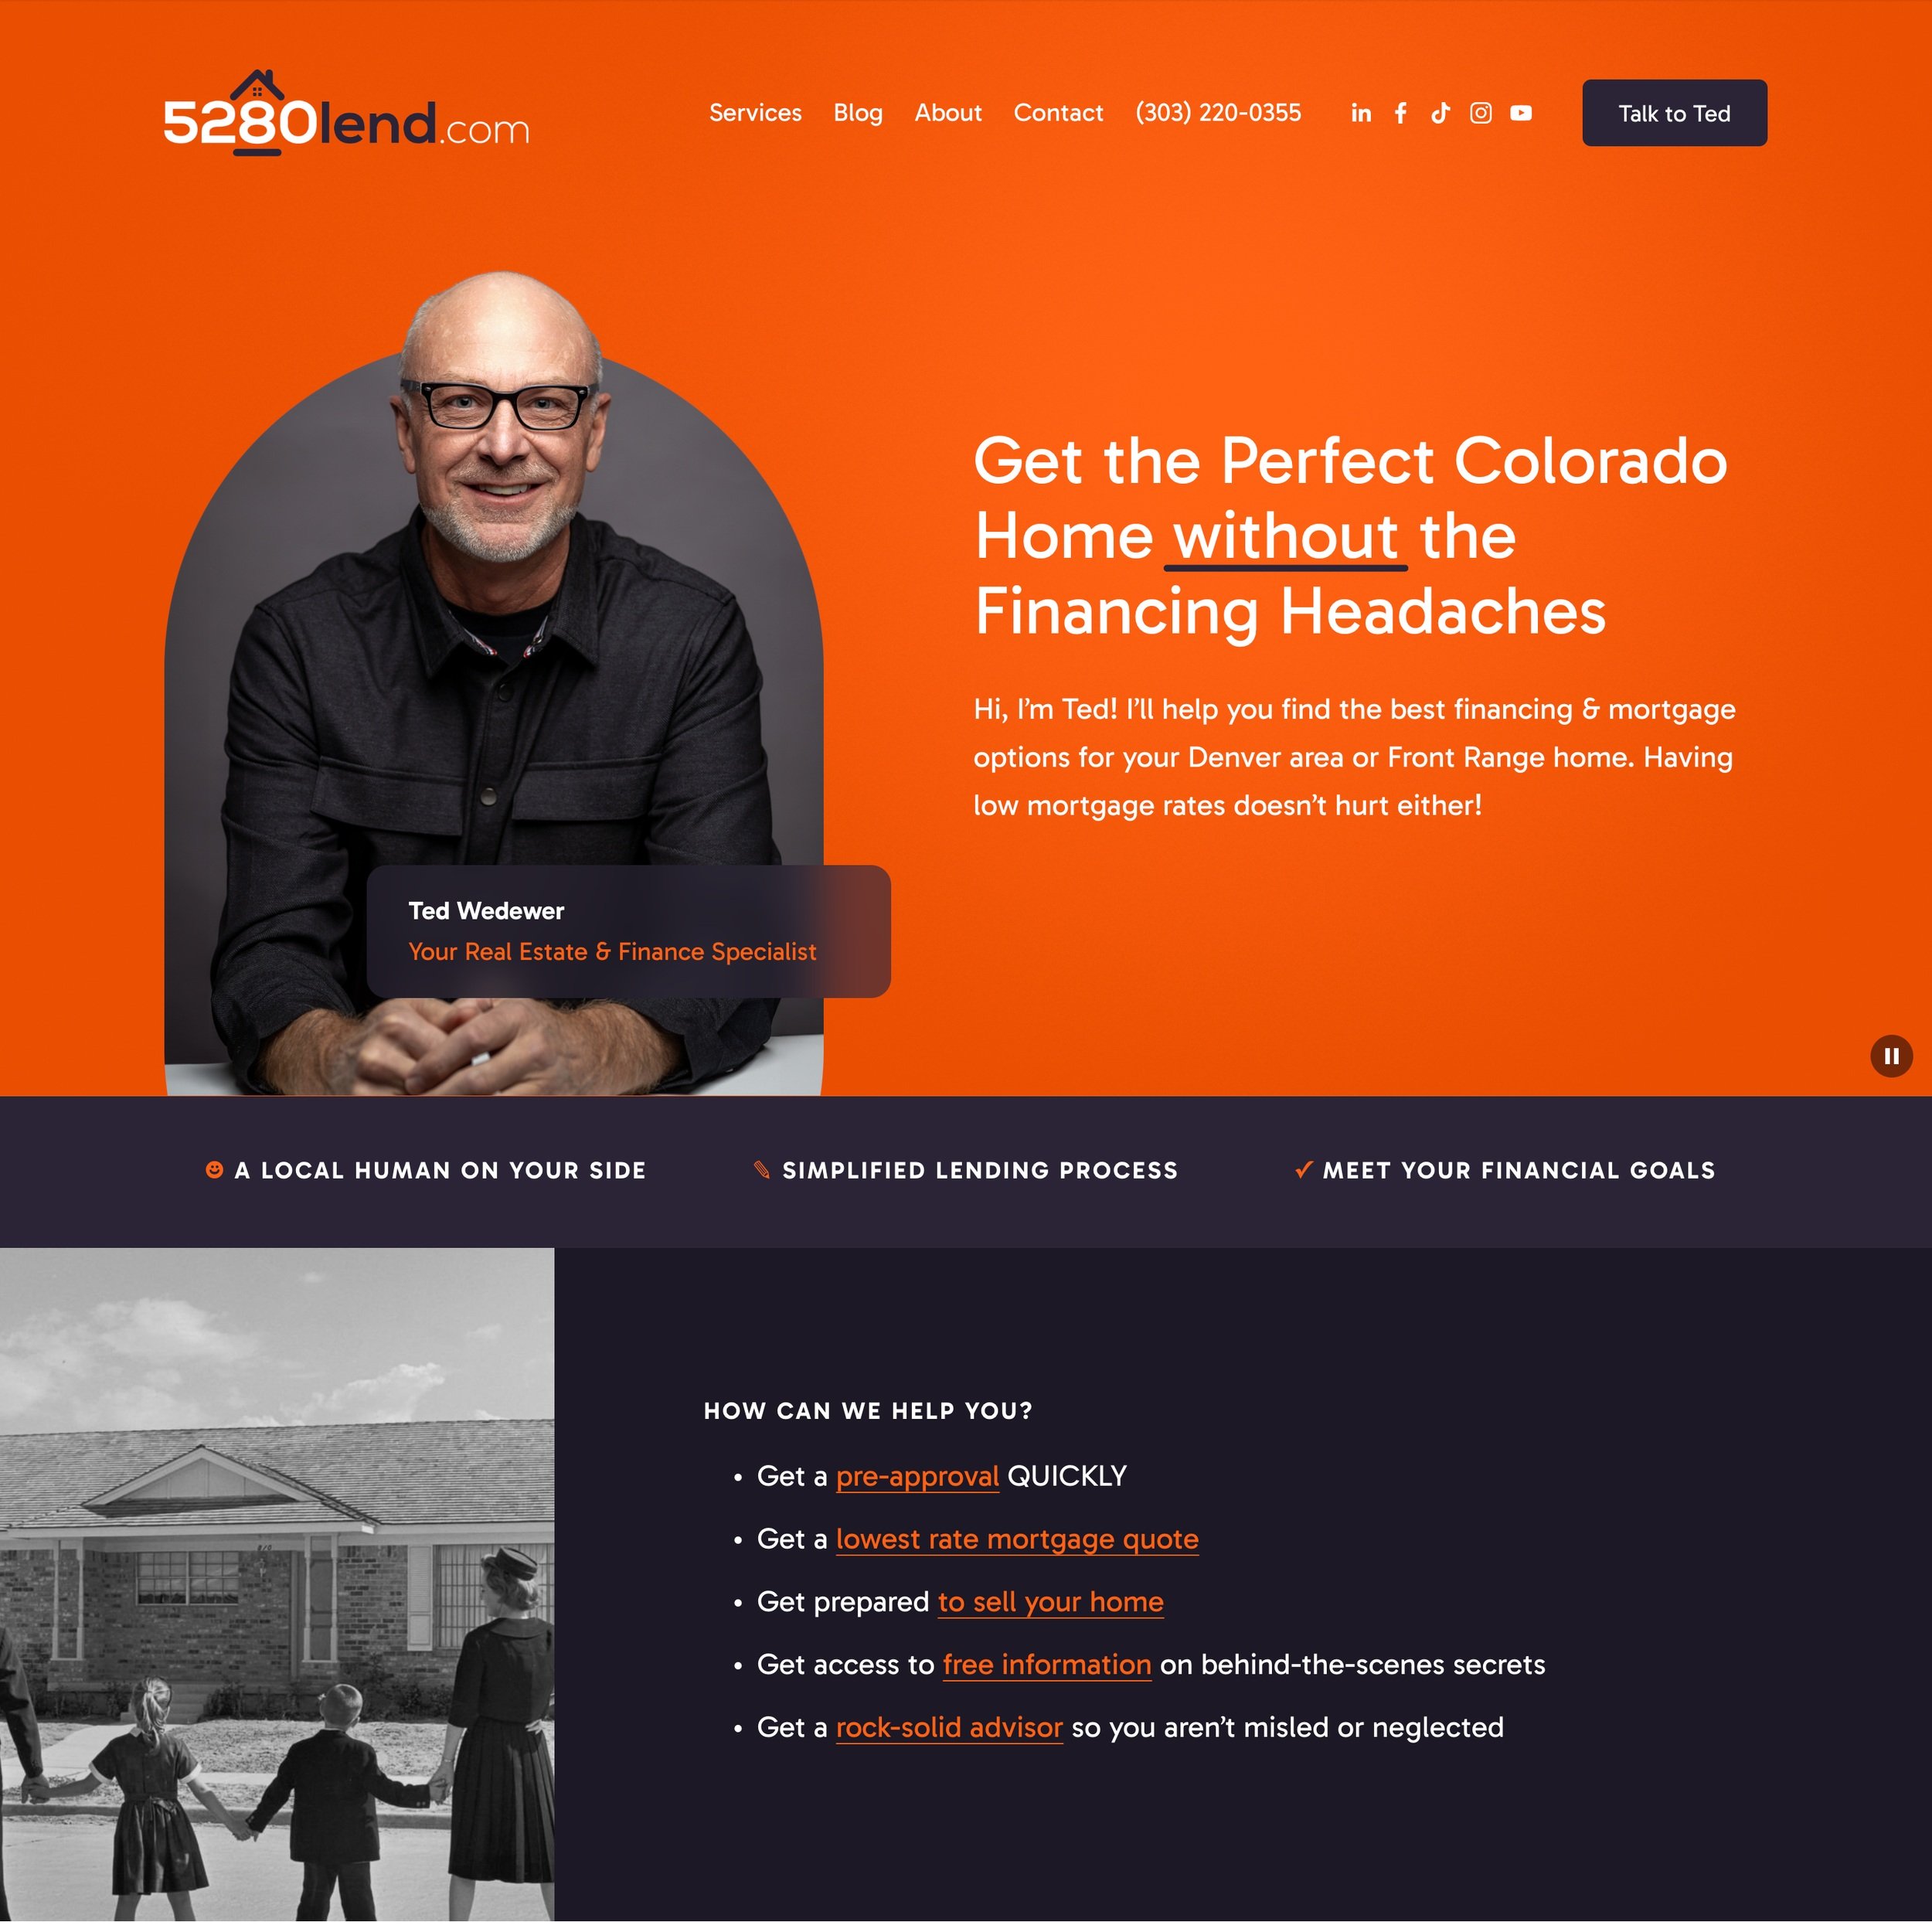 5280lend.com
Services Blog About Contact (303) 220-0355
Talk to Ted
Get the Perfect Colorado
Home without the
Financing Headaches
Hi, I’m Ted! I’ll help you find the best financing & mortgage
options for your Denver area or Front Range home. Having
low mortgage rates doesn’t hurt either!
Ted Wedewer
Your Real Estate & Finance Specialist
A LOCAL HUMAN ON YOUR SIDE
SIMPLIFIED LENDING PROCESS
MEET YOUR FINANCIAL GOALS
HOW CAN WE HELP YOU?
• Get a pre-approval QUICKLY
• Get a lowest rate mortgage quote
• Get prepared to sell your home
• Get access to free information on behind-the-scenes secrets
• Get a rock-solid advisor so you aren’t misled or neglected